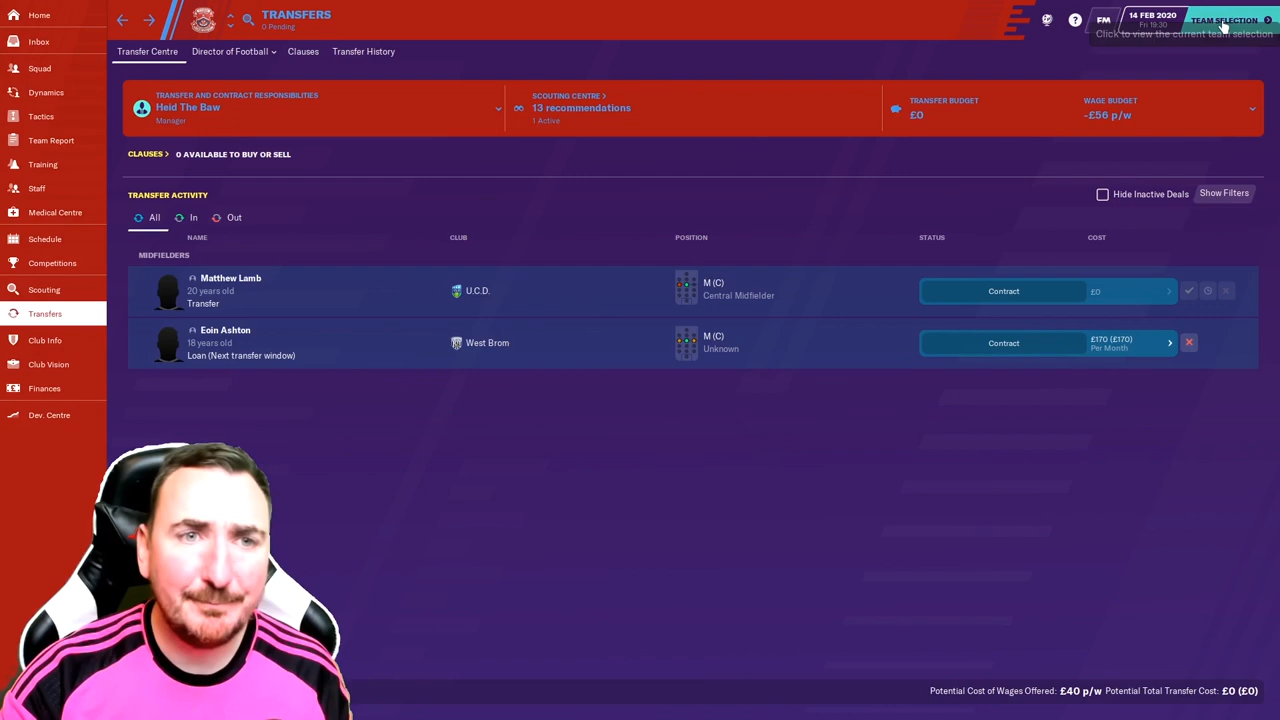 Home
TRANSFERS
0 Pending
FM
14 FEB 2020
Fri 19:30
TEAM SELECTION
Click to view the current team selection
Inbox
Transfer Centre
Director of Football
Clauses
Transfer History
Squad
Dynamics
Tactics
Team Report
Training
Staff
Medical Centre
Schedule
Competitions
Scouting
Transfers
Club Info
Club Vision
Finances
Dev. Centre
TRANSFER AND CONTRACT RESPONSIBILITIES
Heid The Baw
Manager
SCOUTING CENTRE >
13 recommendations
1 Active
TRANSFER BUDGET
£0
WAGE BUDGET
-£56 p/w
CLAUSES > 0 AVAILABLE TO BUY OR SELL
TRANSFER ACTIVITY
Hide Inactive Deals
Show Filters
All
In
Out
NAME
CLUB
POSITION
STATUS
COST
MIDFIELDERS
Matthew Lamb
20 years old
Transfer
U.C.D.
M (C)
Central Midfielder
Contract
£0
Eoin Ashton
18 years old
Loan (Next transfer window)
West Brom
M (C)
Unknown
Contract
£170 (£170)
Per Month
Potential Cost of Wages Offered: £40 p/w Potential Total Transfer Cost: £0 (£0)